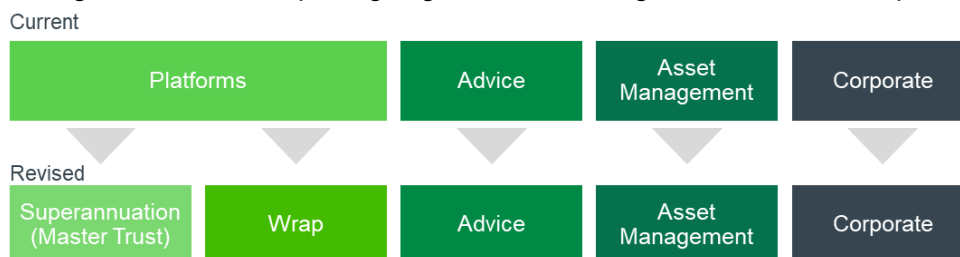 Current
Platforms
Advice
Asset
Management
Corporate
Revised
Superannuation
(Master Trust)
Wrap
Advice
Asset
Management
Corporate